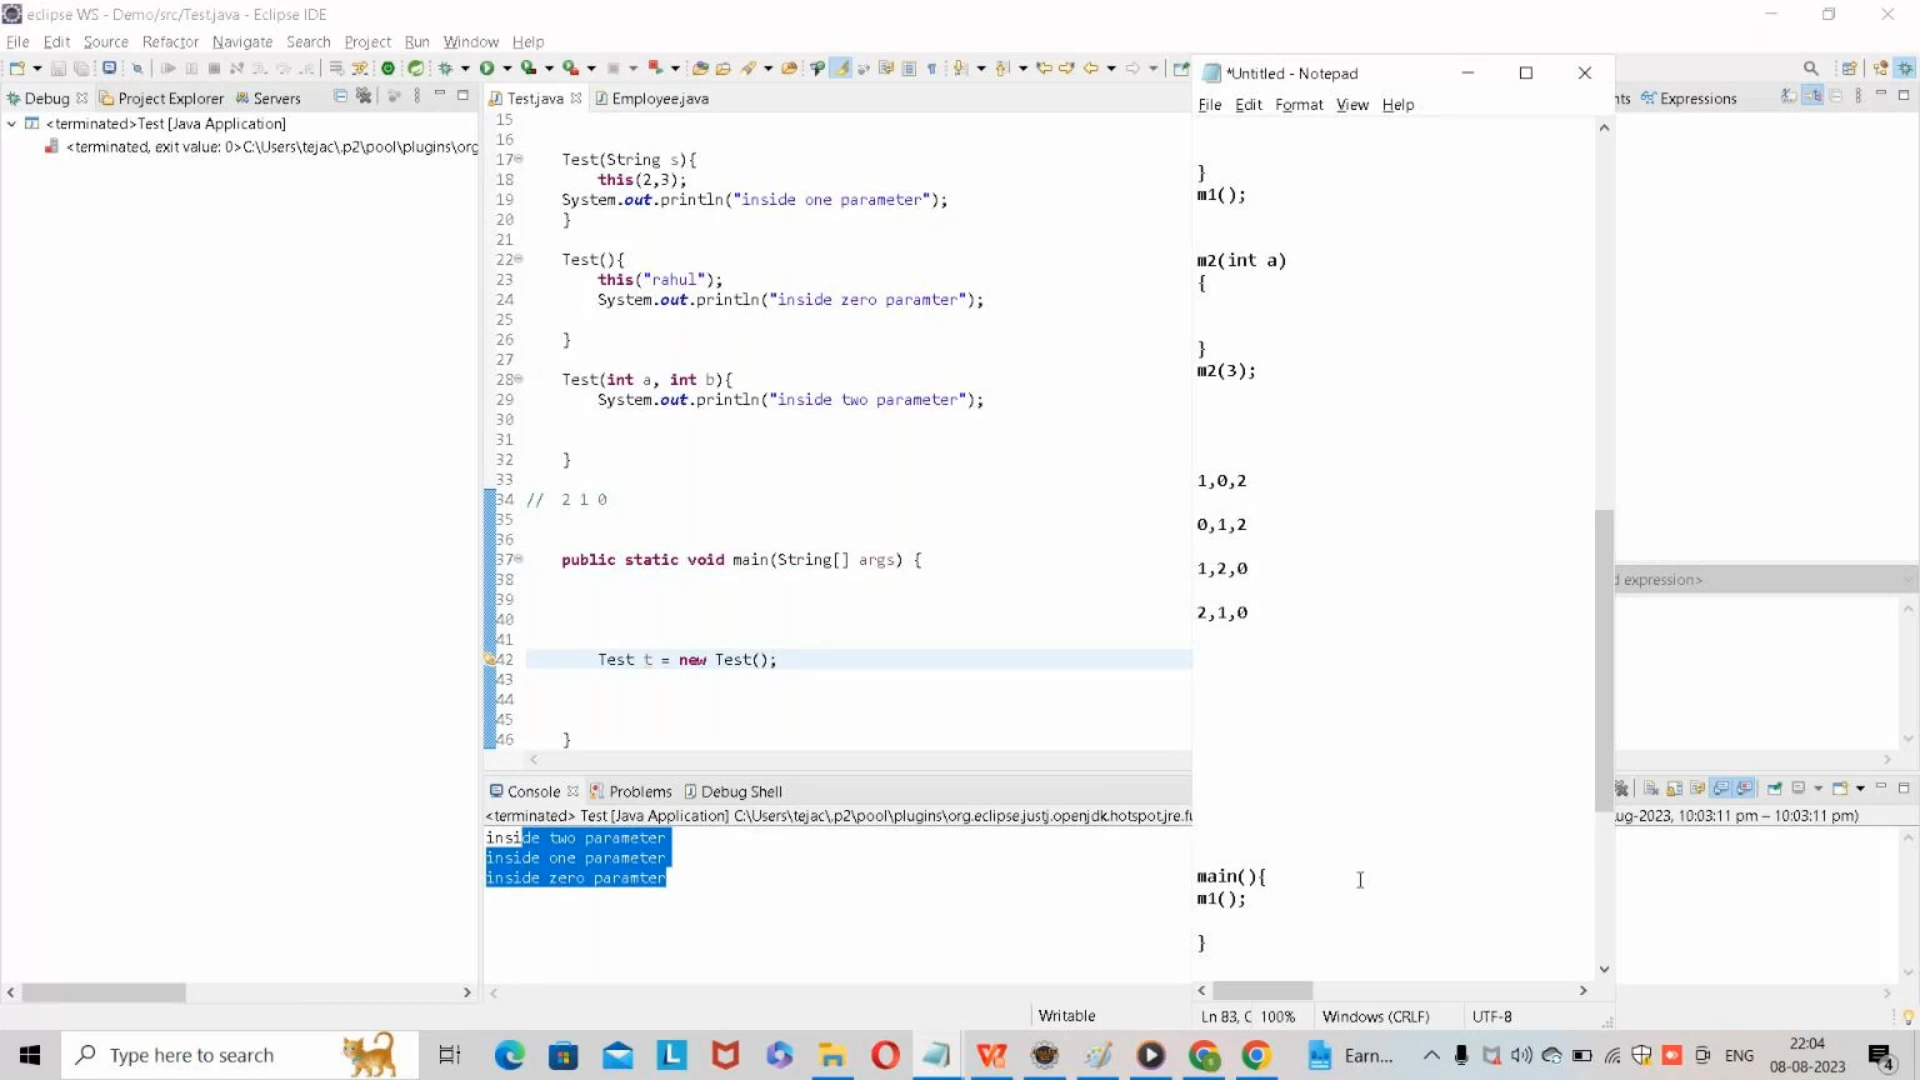 eclipse WS - Demo/src/Test.java - Eclipse IDE
File Edit Source Refactor Navigate Search Project Run Window Help
Debug Project Explorer Servers
<terminated>Test [Java Application]
<terminated, exit value: 0>C:\Users\tejac\.p2\pool\plugins\org
Test.java Employee.java
15
16
17 Test(String s){
18 this(2,3);
19 System.out.println("inside one parameter");
20 }
21
22 Test(){
23 this("rahul");
24 System.out.println("inside zero paramter");
25
26 }
27
28 Test(int a, int b){
29 System.out.println("inside two parameter");
30
31
32 }
33
34 // 2 1 0
35
36
37 public static void main(String[] args) {
38
39
40
41
42 Test t = new Test();
43
44
45
46 }
Console Problems Debug Shell
<terminated> Test [Java Application] C:\Users\tejac\.p2\pool\plugins\org.eclipse.justj.openjdk.hotspot.jre.fu
inside two parameter
inside one parameter
inside zero paramter
Writable
*Untitled - Notepad
File Edit Format View Help
}
m1();
m2(int a)
{
}
m2(3);
1,0,2
0,1,2
1,2,0
2,1,0
main(){
m1();
}
Ln 83, C 100% Windows (CRLF) UTF-8
nts Expressions
d expression>
ug-2023, 10:03:11 pm – 10:03:11 pm)
Type here to search
Earn...
ENG
22:04
08-08-2023
4